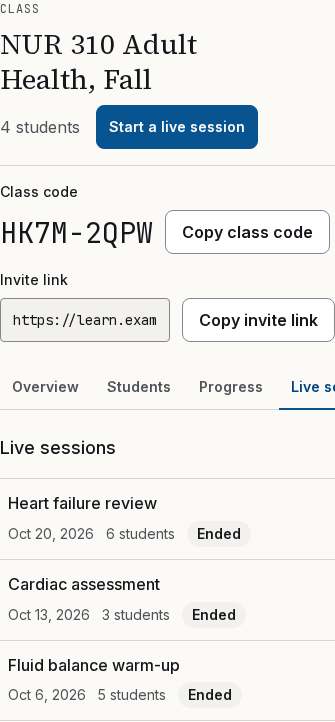 CLASS
NUR 310 Adult
Health, Fall
4 students
Start a live session
Class code
HK7M-2QPW
Copy class code
Invite link
https://learn.exam
Copy invite link
Overview Students Progress Live se
Live sessions
Heart failure review
Oct 20, 2026 6 students Ended
Cardiac assessment
Oct 13, 2026 3 students Ended
Fluid balance warm-up
Oct 6, 2026 5 students Ended